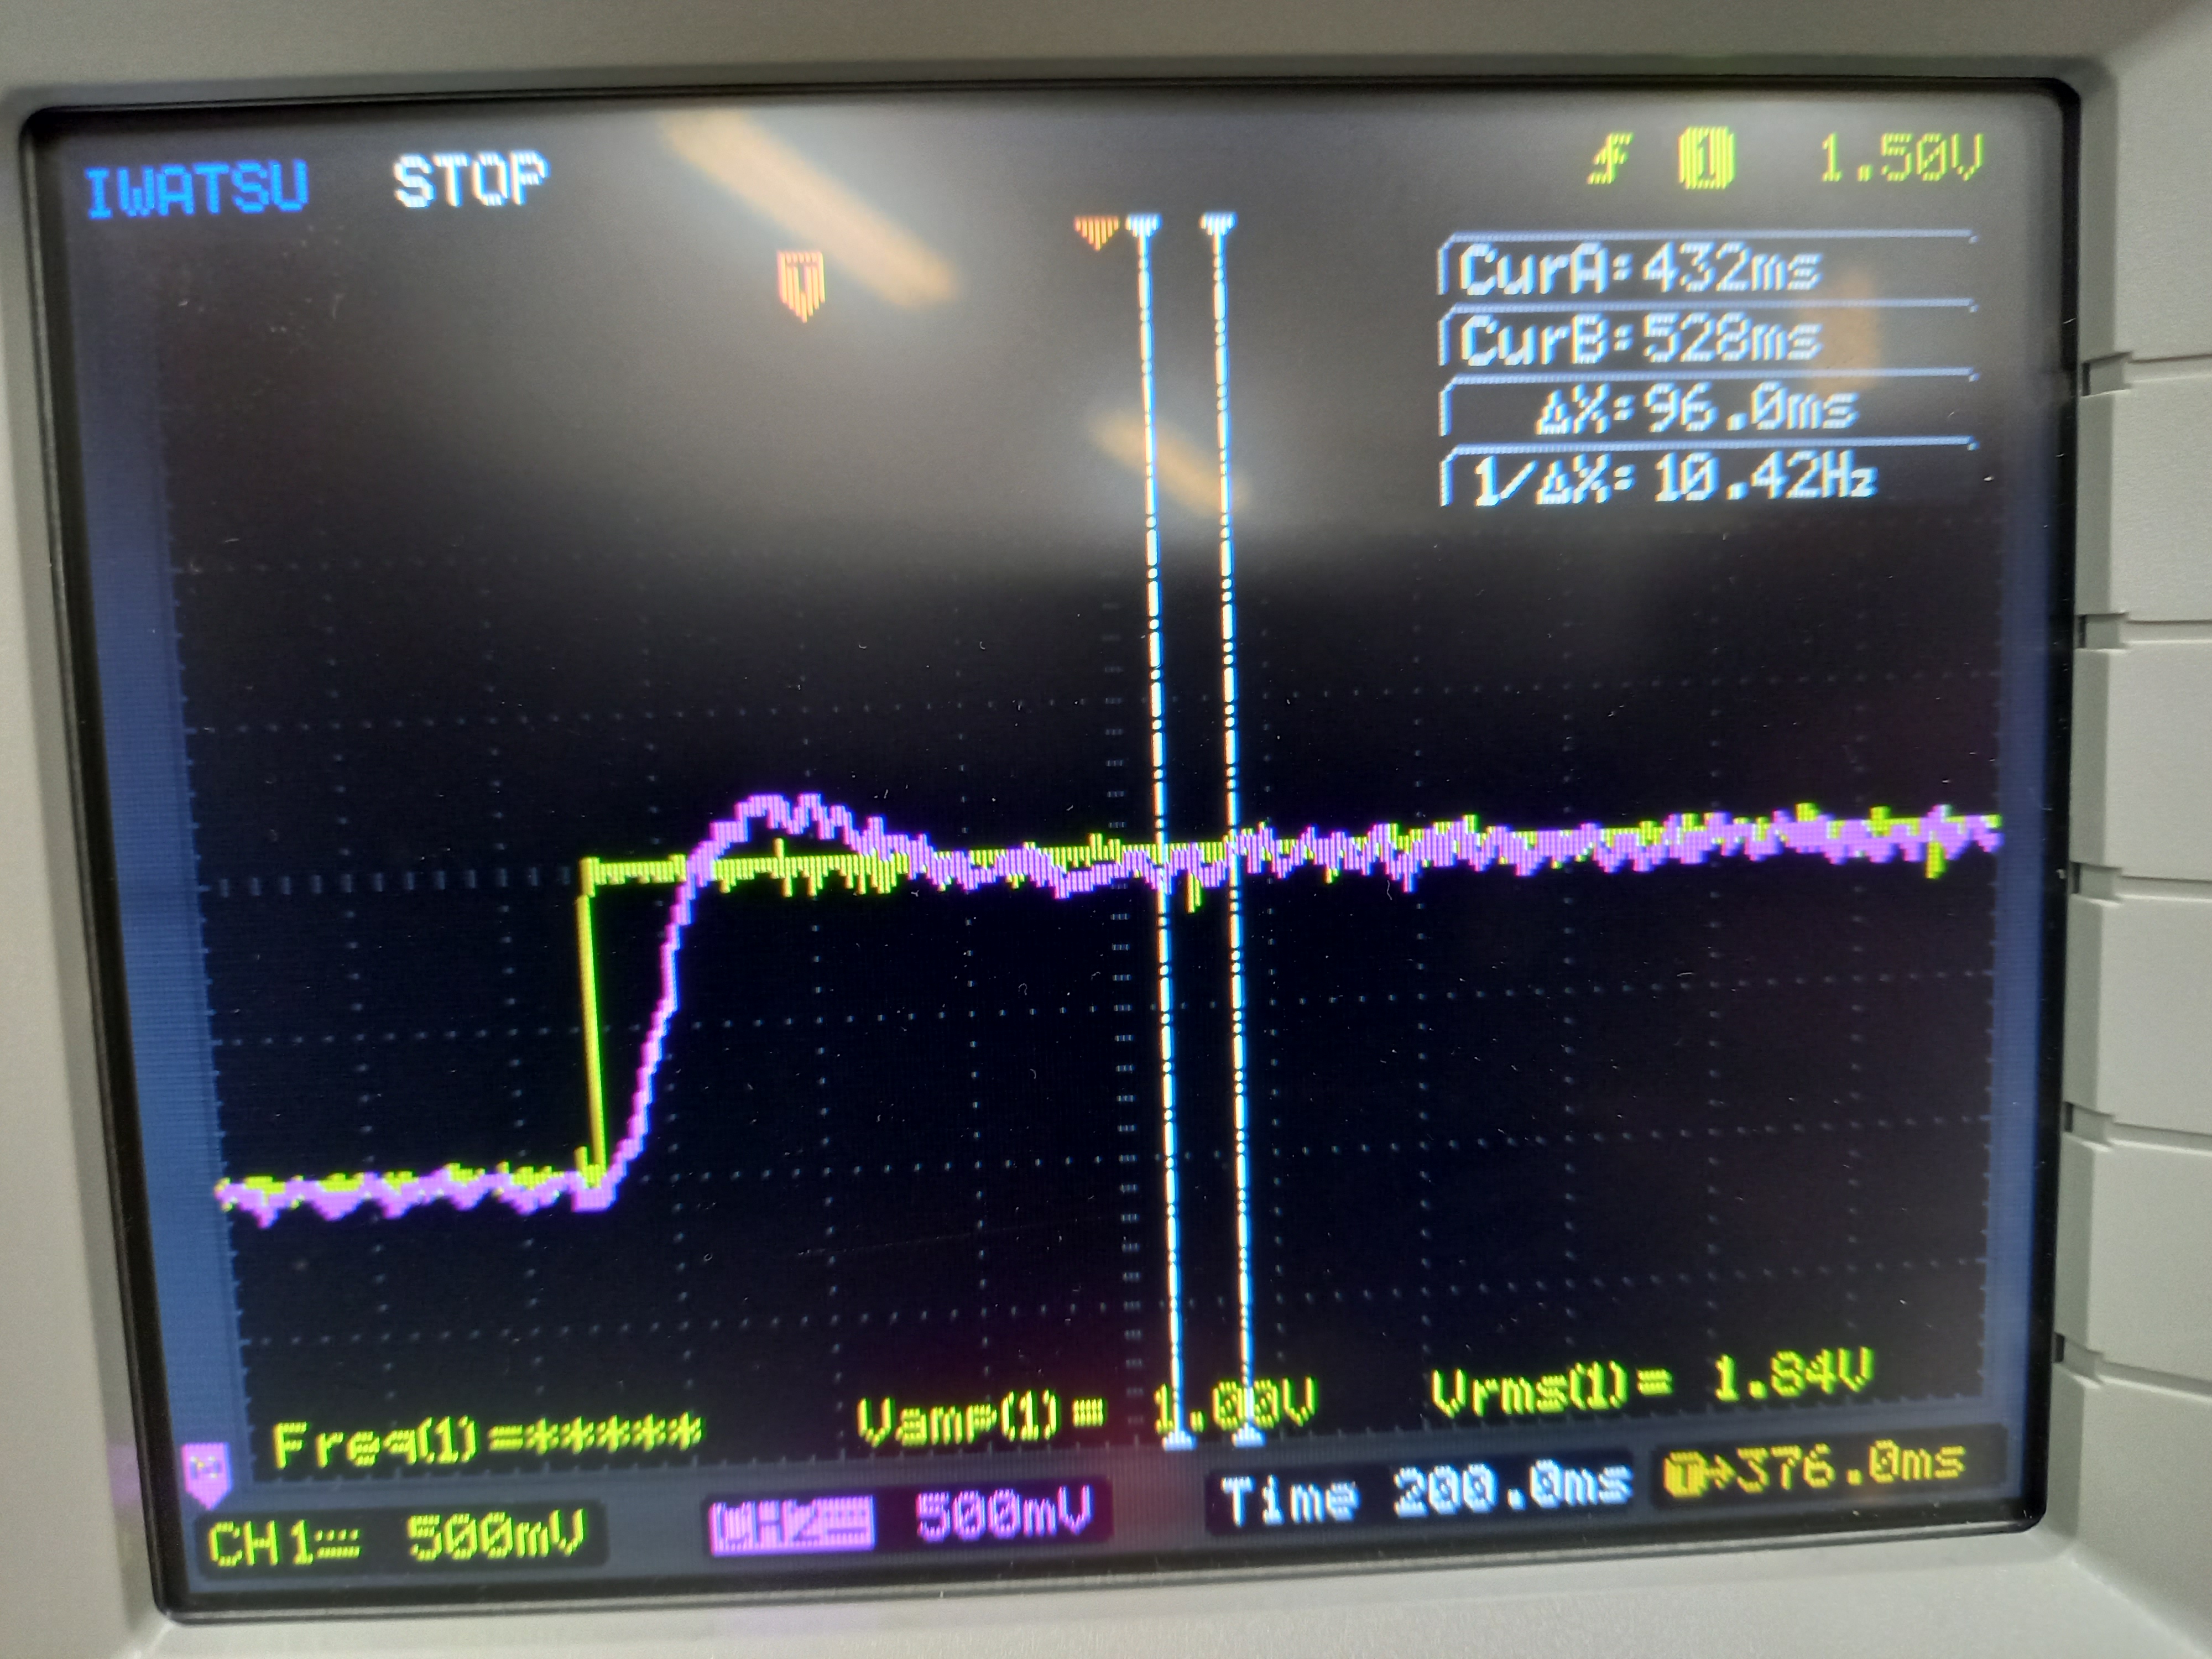 IWATSU STOP 1 1.50V
T
CurA:432ms
CurB:528ms
ΔX:96.0ms
1/ΔX:10.42Hz
Freq(1)=***** Vamp(1)= 1.00V Vrms(1)= 1.84V
CH1 500mV CH2 500mV Time 200.0ms T→376.0ms